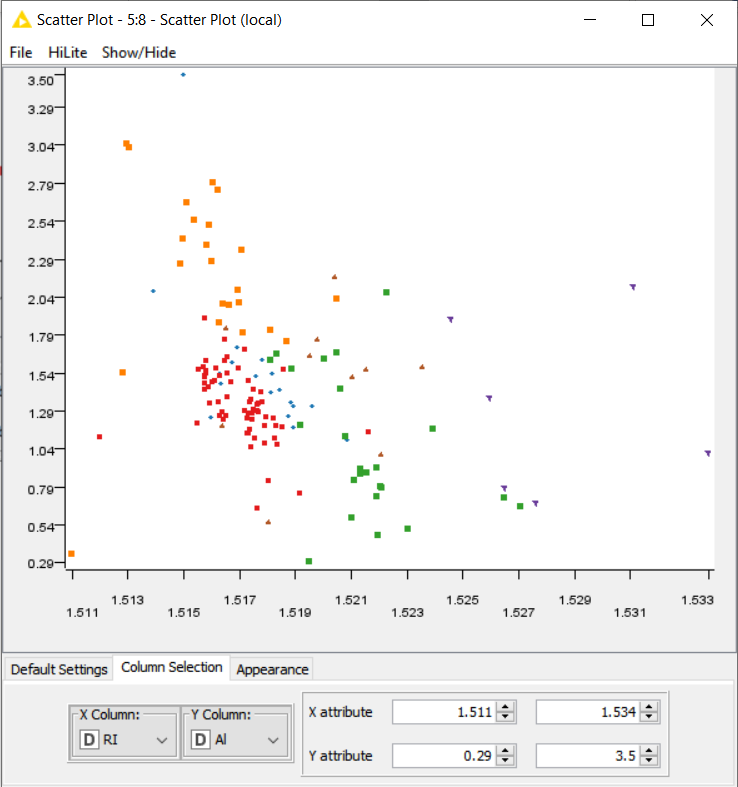 Scatter Plot - 5:8 - Scatter Plot (local)
File HiLite Show/Hide
3.50
3.29
3.04
2.79
2.54
2.29
2.04
1.79
1.54
1.29
1.04
0.79
0.54
0.29
1.513 1.517 1.521 1.525 1.529 1.533
1.511 1.515 1.519 1.523 1.527 1.531
Default Settings Column Selection Appearance
X Column: Y Column:
D RI D Al
X attribute 1.511 1.534
Y attribute 0.29 3.5